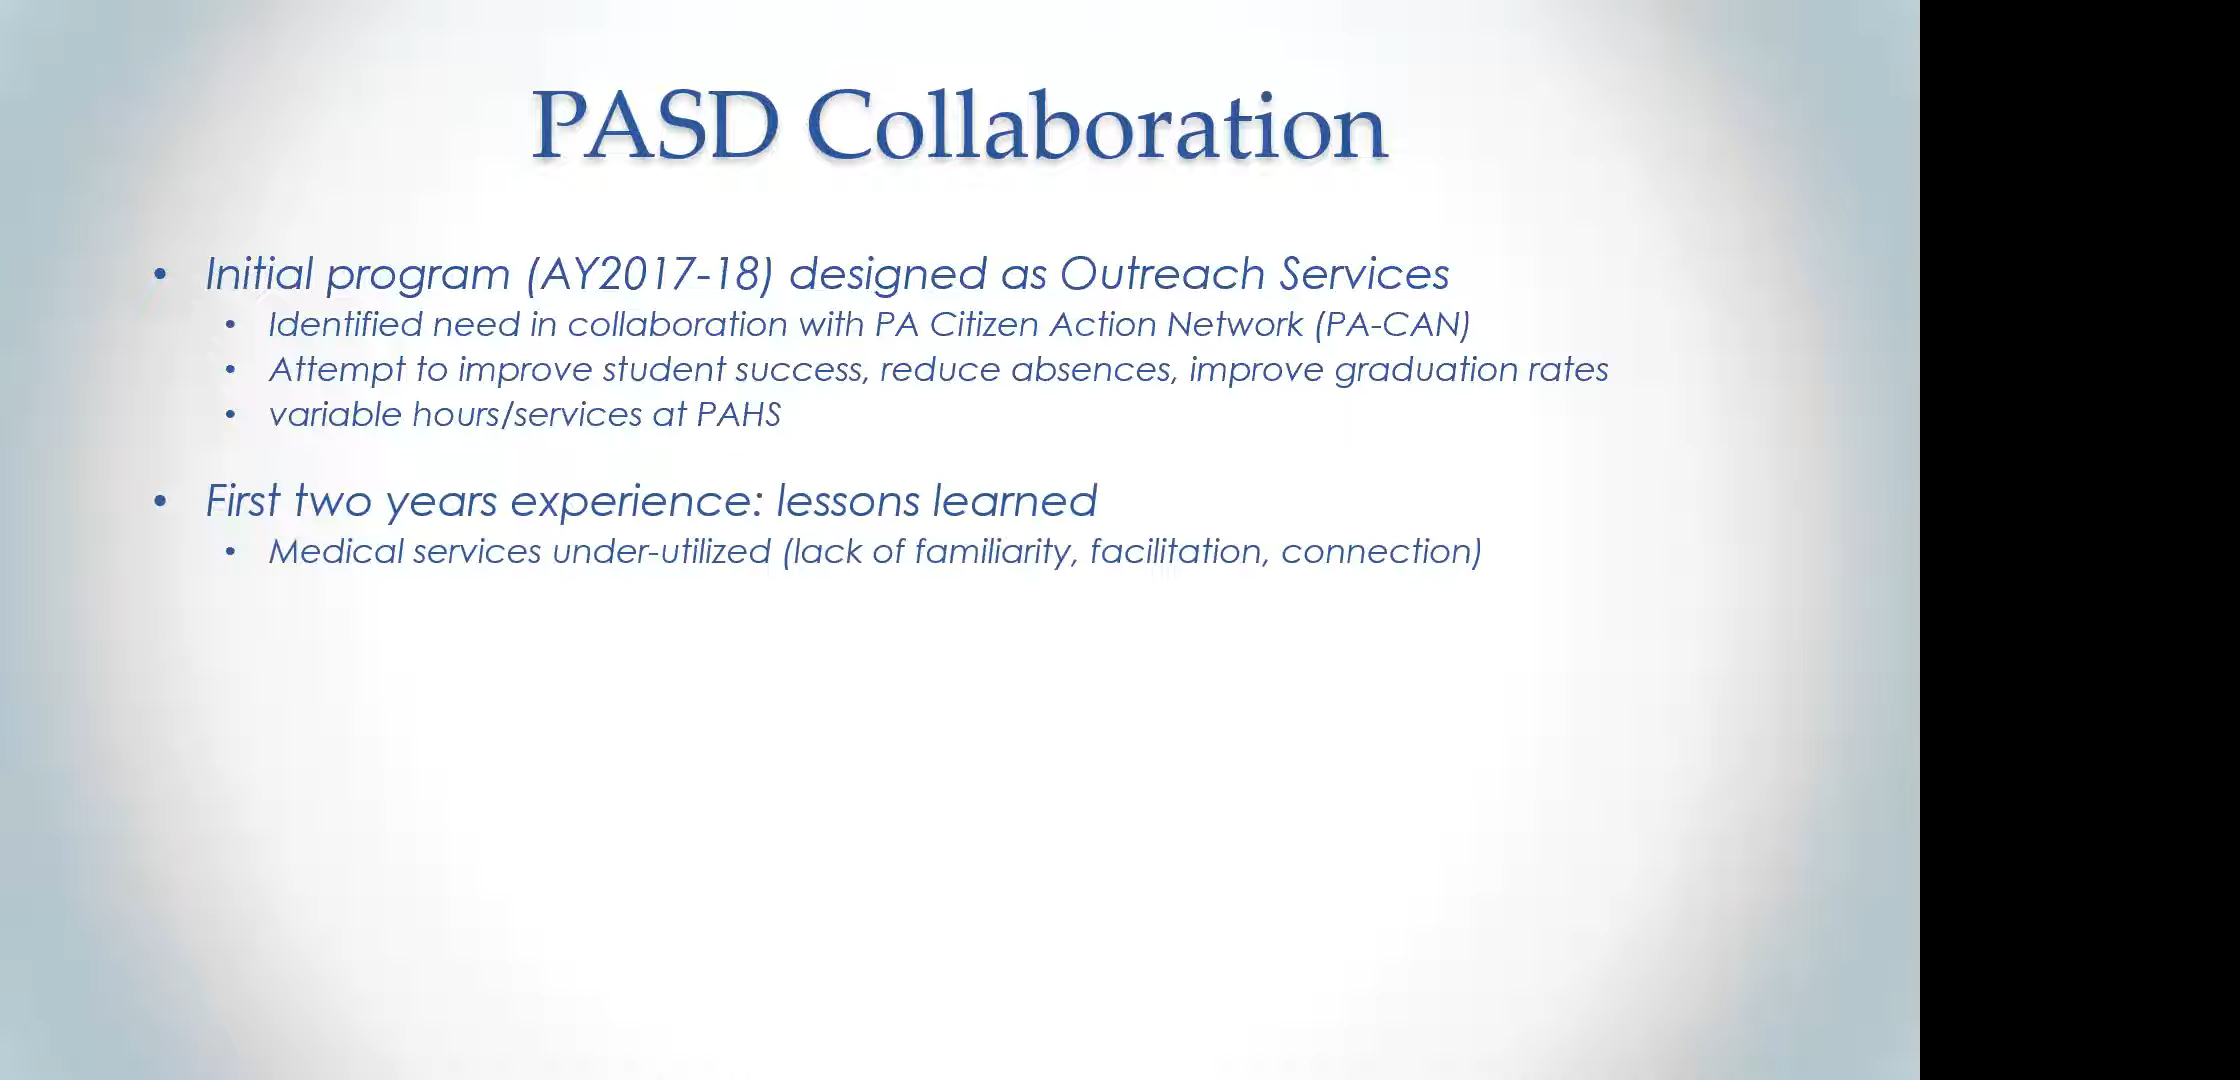 PASD Collaboration
• Initial program (AY2017-18) designed as Outreach Services
• Identified need in collaboration with PA Citizen Action Network (PA-CAN)
• Attempt to improve student success, reduce absences, improve graduation rates
• variable hours/services at PAHS
• First two years experience: lessons learned
• Medical services under-utilized (lack of familiarity, facilitation, connection)